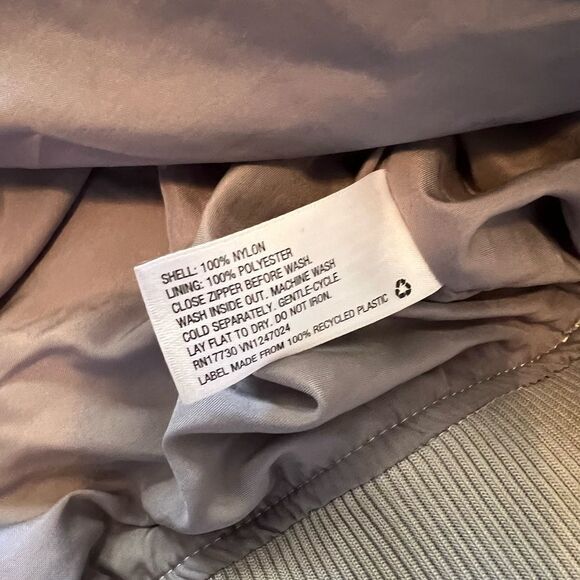 SHELL: 100% NYLON
LINING: 100% POLYESTER
CLOSE ZIPPER BEFORE WASH.
WASH INSIDE OUT. MACHINE WASH
COLD SEPARATELY. GENTLE-CYCLE.
LAY FLAT TO DRY. DO NOT IRON.
RN17730 VN1247024
LABEL MADE FROM 100% RECYCLED PLASTIC